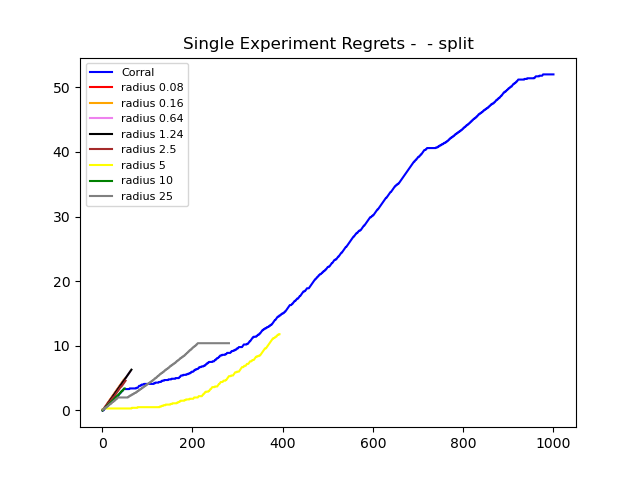 Single Experiment Regrets -  - split
Corral
radius 0.08
radius 0.16
radius 0.64
radius 1.24
radius 2.5
radius 5
radius 10
radius 25
50
40
30
20
10
0
0 200 400 600 800 1000